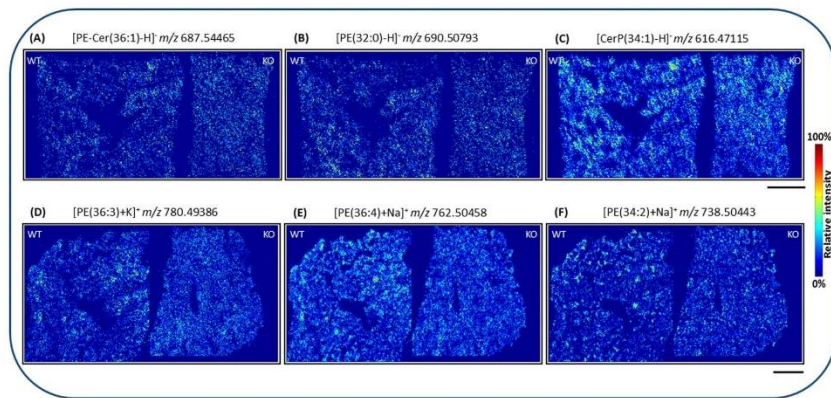 (A) [PE-Cer(36:1)-H]⁻ m/z 687.54465
(B) [PE(32:0)-H]⁻ m/z 690.50793
(C) [CerP(34:1)-H]⁻ 616.47115
WT KO
WT KO
WT KO
100%
Relative intensity
0%
(D) [PE(36:3)+K]⁺ m/z 780.49386
(E) [PE(36:4)+Na]⁺ m/z 762.50458
(F) [PE(34:2)+Na]⁺ m/z 738.50443
WT KO
WT KO
WT KO